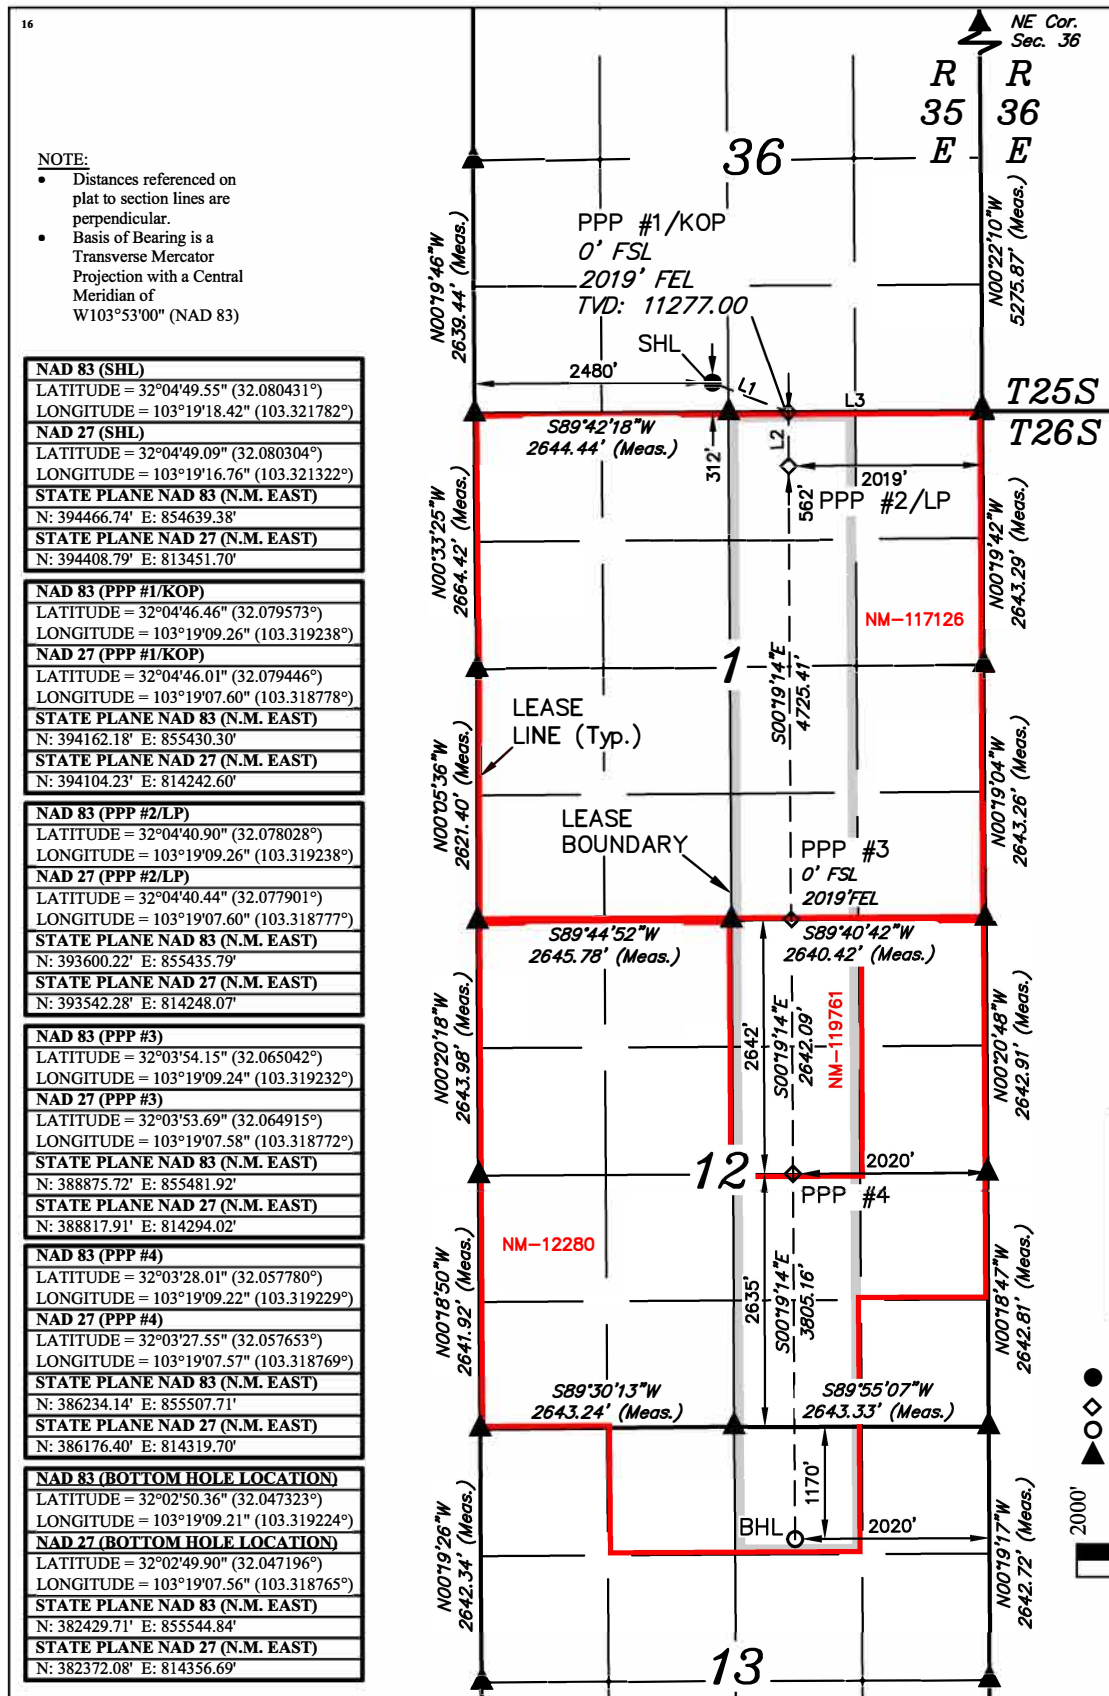 16
NE Cor.
Sec. 36
R R
35 36
E E
36
NOTE:
• Distances referenced on
plat to section lines are
perpendicular.
• Basis of Bearing is a
Transverse Mercator
Projection with a Central
Meridian of
W103°53'00" (NAD 83)
N00°19'46"W
2639.44' (Meas.)
PPP #1/KOP
0' FSL
2019' FEL
TVD: 11277.00
N00°22'10"W
5275.87' (Meas.)
SHL
2480'
L1
L3
T25S
T26S
S89°42'18"W
2644.44' (Meas.)
312'
L2
562'
2019'
PPP #2/LP
N00°33'25"W
2664.42' (Meas.)
N00°19'42"W
2643.29' (Meas.)
NM-117126
1
S00°19'14"E
4725.41'
LEASE
LINE (Typ.)
N00°05'36"W
2621.40' (Meas.)
N00°19'04"W
2643.26' (Meas.)
LEASE
BOUNDARY
PPP #3
0' FSL
2019'FEL
S89°44'52"W
2645.78' (Meas.)
S89°40'42"W
2640.42' (Meas.)
N00°20'18"W
2643.98' (Meas.)
2642'
S00°19'14"E
2642.09'
NM-119761
N00°20'48"W
2642.91' (Meas.)
12
2020'
PPP #4
NM-12280
N00°18'50"W
2641.92' (Meas.)
2635'
S00°19'14"E
3805.16'
N00°18'47"W
2642.81' (Meas.)
S89°30'13"W
2643.24' (Meas.)
S89°55'07"W
2643.33' (Meas.)
1170'
BHL
2020'
N00°19'26"W
2642.34' (Meas.)
N00°19'17"W
2642.72' (Meas.)
2000'
13
NAD 83 (SHL)
LATITUDE = 32°04'49.55" (32.080431°)
LONGITUDE = 103°19'18.42" (103.321782°)
NAD 27 (SHL)
LATITUDE = 32°04'49.09" (32.080304°)
LONGITUDE = 103°19'16.76" (103.321322°)
STATE PLANE NAD 83 (N.M. EAST)
N: 394466.74' E: 854639.38'
STATE PLANE NAD 27 (N.M. EAST)
N: 394408.79' E: 813451.70'
NAD 83 (PPP #1/KOP)
LATITUDE = 32°04'46.46" (32.079573°)
LONGITUDE = 103°19'09.26" (103.319238°)
NAD 27 (PPP #1/KOP)
LATITUDE = 32°04'46.01" (32.079446°)
LONGITUDE = 103°19'07.60" (103.318778°)
STATE PLANE NAD 83 (N.M. EAST)
N: 394162.18' E: 855430.30'
STATE PLANE NAD 27 (N.M. EAST)
N: 394104.23' E: 814242.60'
NAD 83 (PPP #2/LP)
LATITUDE = 32°04'40.90" (32.078028°)
LONGITUDE = 103°19'09.26" (103.319238°)
NAD 27 (PPP #2/LP)
LATITUDE = 32°04'40.44" (32.077901°)
LONGITUDE = 103°19'07.60" (103.318777°)
STATE PLANE NAD 83 (N.M. EAST)
N: 393600.22' E: 855435.79'
STATE PLANE NAD 27 (N.M. EAST)
N: 393542.28' E: 814248.07'
NAD 83 (PPP #3)
LATITUDE = 32°03'54.15" (32.065042°)
LONGITUDE = 103°19'09.24" (103.319232°)
NAD 27 (PPP #3)
LATITUDE = 32°03'53.69" (32.064915°)
LONGITUDE = 103°19'07.58" (103.318772°)
STATE PLANE NAD 83 (N.M. EAST)
N: 388875.72' E: 855481.92'
STATE PLANE NAD 27 (N.M. EAST)
N: 388817.91' E: 814294.02'
NAD 83 (PPP #4)
LATITUDE = 32°03'28.01" (32.057780°)
LONGITUDE = 103°19'09.22" (103.319229°)
NAD 27 (PPP #4)
LATITUDE = 32°03'27.55" (32.057653°)
LONGITUDE = 103°19'07.57" (103.318769°)
STATE PLANE NAD 83 (N.M. EAST)
N: 386234.14' E: 855507.71'
STATE PLANE NAD 27 (N.M. EAST)
N: 386176.40' E: 814319.70'
NAD 83 (BOTTOM HOLE LOCATION)
LATITUDE = 32°02'50.36" (32.047323°)
LONGITUDE = 103°19'09.21" (103.319224°)
NAD 27 (BOTTOM HOLE LOCATION)
LATITUDE = 32°02'49.90" (32.047196°)
LONGITUDE = 103°19'07.56" (103.318765°)
STATE PLANE NAD 83 (N.M. EAST)
N: 382429.71' E: 855544.84'
STATE PLANE NAD 27 (N.M. EAST)
N: 382372.08' E: 814356.69'